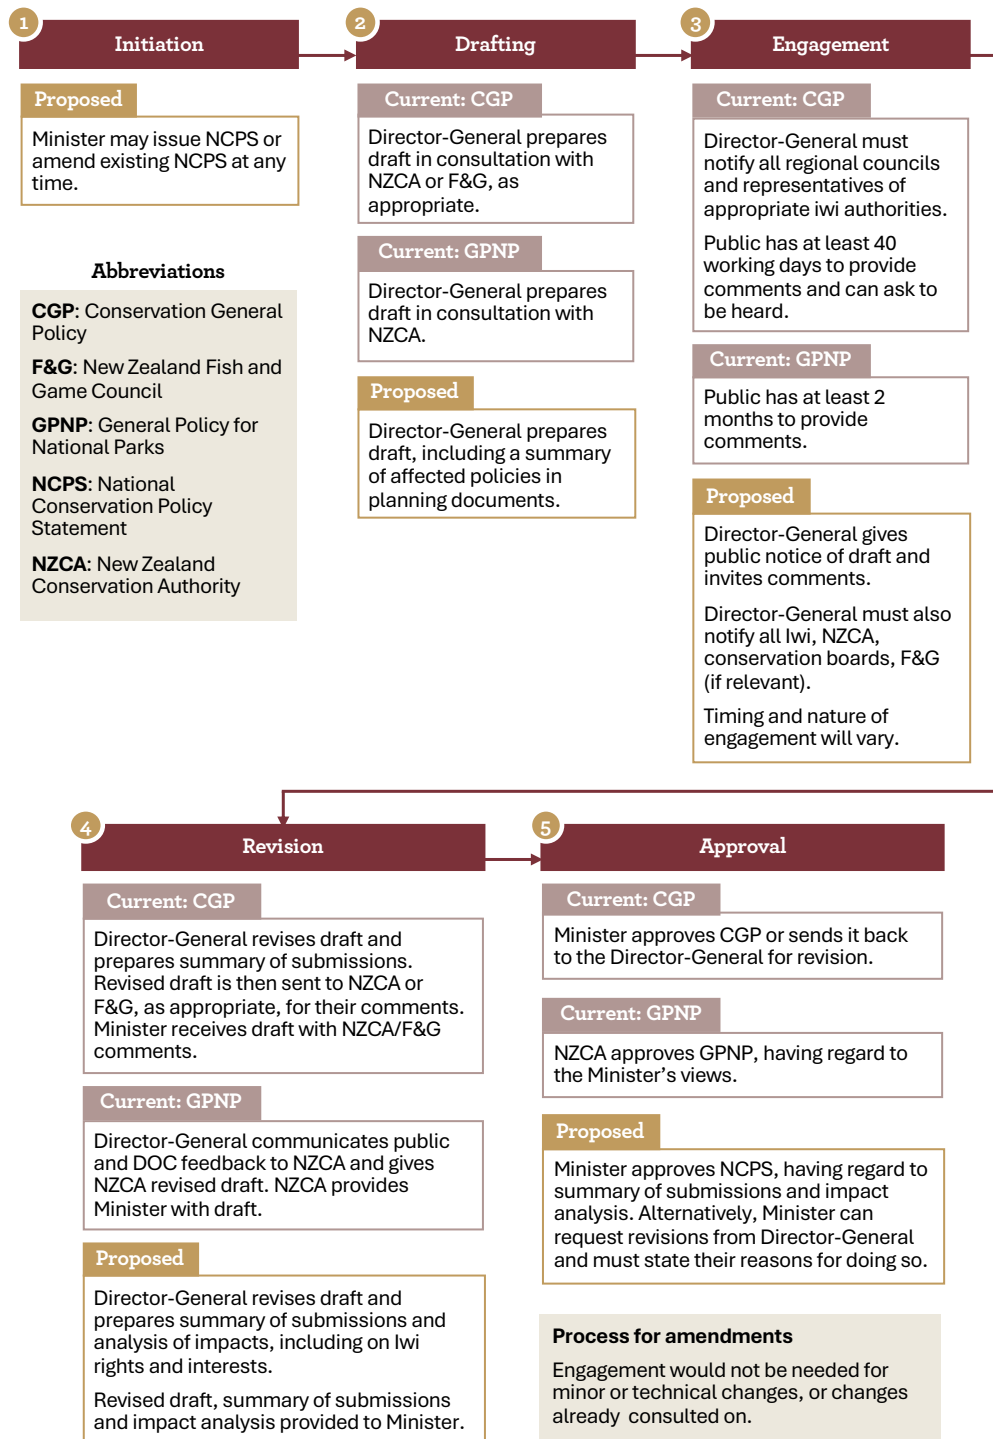 1
Initiation
Proposed
Minister may issue NCPS or
amend existing NCPS at any
time.
Abbreviations
CGP: Conservation General
Policy
F&G: New Zealand Fish and
Game Council
GPNP: General Policy for
National Parks
NCPS: National
Conservation Policy
Statement
NZCA: New Zealand
Conservation Authority
2
Drafting
Current: CGP
Director-General prepares
draft in consultation with
NZCA or F&G, as
appropriate.
Current: GPNP
Director-General prepares
draft in consultation with
NZCA.
Proposed
Director-General prepares
draft, including a summary
of affected policies in
planning documents.
3
Engagement
Current: CGP
Director-General must
notify all regional councils
and representatives of
appropriate iwi authorities.
Public has at least 40
working days to provide
comments and can ask to
be heard.
Current: GPNP
Public has at least 2
months to provide
comments.
Proposed
Director-General gives
public notice of draft and
invites comments.
Director-General must also
notify all Iwi, NZCA,
conservation boards, F&G
(if relevant).
Timing and nature of
engagement will vary.
4
Revision
Current: CGP
Director-General revises draft and
prepares summary of submissions.
Revised draft is then sent to NZCA or
F&G, as appropriate, for their comments.
Minister receives draft with NZCA/F&G
comments.
Current: GPNP
Director-General communicates public
and DOC feedback to NZCA and gives
NZCA revised draft. NZCA provides
Minister with draft.
Proposed
Director-General revises draft and
prepares summary of submissions and
analysis of impacts, including on Iwi
rights and interests.
Revised draft, summary of submissions
and impact analysis provided to Minister.
5
Approval
Current: CGP
Minister approves CGP or sends it back
to the Director-General for revision.
Current: GPNP
NZCA approves GPNP, having regard to
the Minister’s views.
Proposed
Minister approves NCPS, having regard to
summary of submissions and impact
analysis. Alternatively, Minister can
request revisions from Director-General
and must state their reasons for doing so.
Process for amendments
Engagement would not be needed for
minor or technical changes, or changes
already consulted on.